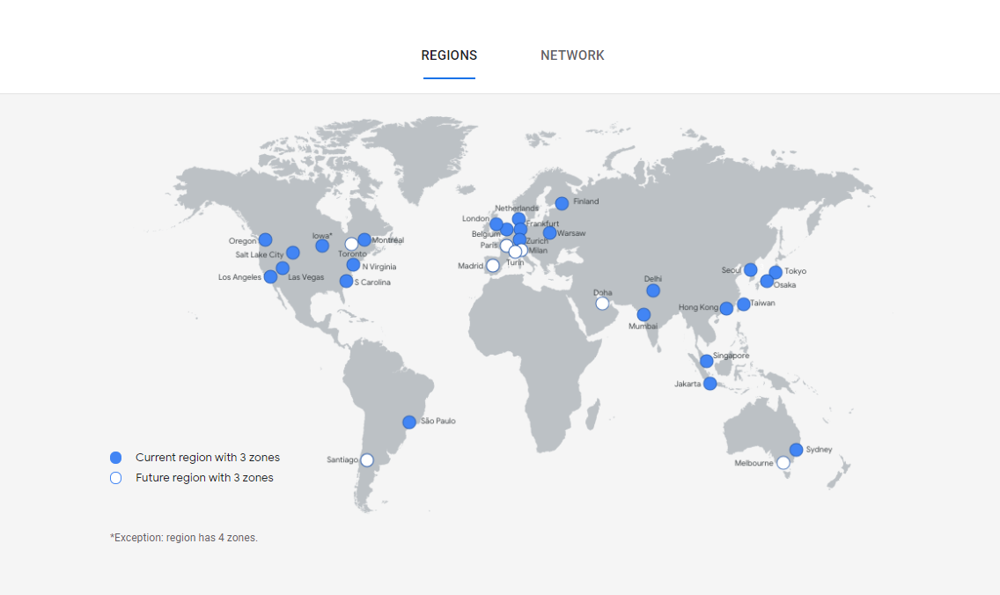 REGIONS NETWORK
Finland
Netherlands
London
Frankfurt
Belgium
Warsaw
Iowa*
Oregon
Montréal
Zurich
Paris
Milan
Salt Lake City
Toronto
Turin
Madrid
N Virginia
Seoul
Tokyo
Los Angeles
Las Vegas
S Carolina
Delhi
Osaka
Doha
Taiwan
Hong Kong
Mumbai
Singapore
Jakarta
São Paulo
Sydney
Santiago
Melbourne
Current region with 3 zones
Future region with 3 zones
*Exception: region has 4 zones.